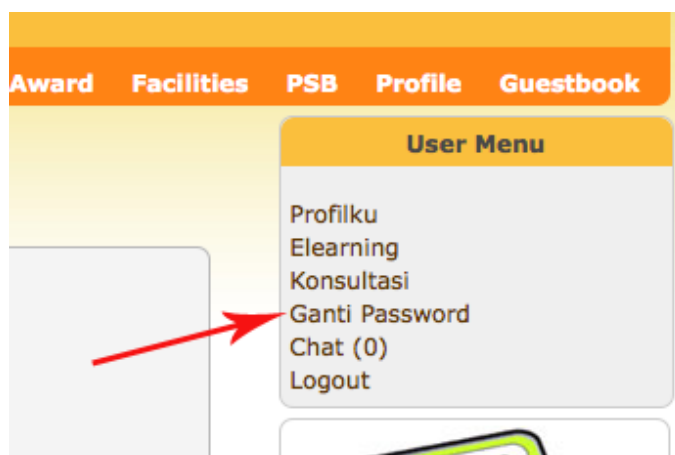 Award Facilities PSB Profile Guestbook
User Menu
Profilku
Elearning
Konsultasi
Ganti Password
Chat (0)
Logout